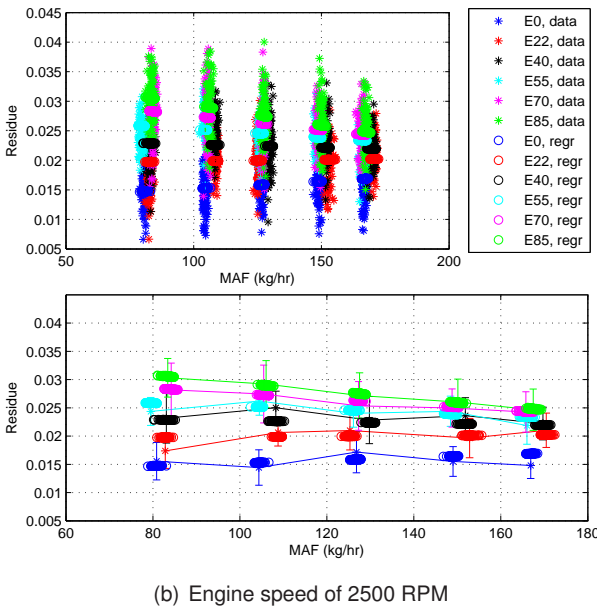 0.045
0.04
0.035
0.03
0.025
0.02
0.015
0.01
0.005
Residue
50
100
150
200
MAF (kg/hr)
E0, data
E22, data
E40, data
E55, data
E70, data
E85, data
E0, regr
E22, regr
E40, regr
E55, regr
E70, regr
E85, regr
0.04
0.035
0.03
0.025
0.02
0.015
0.01
0.005
Residue
60
80
100
120
140
160
180
MAF (kg/hr)
(b) Engine speed of 2500 RPM